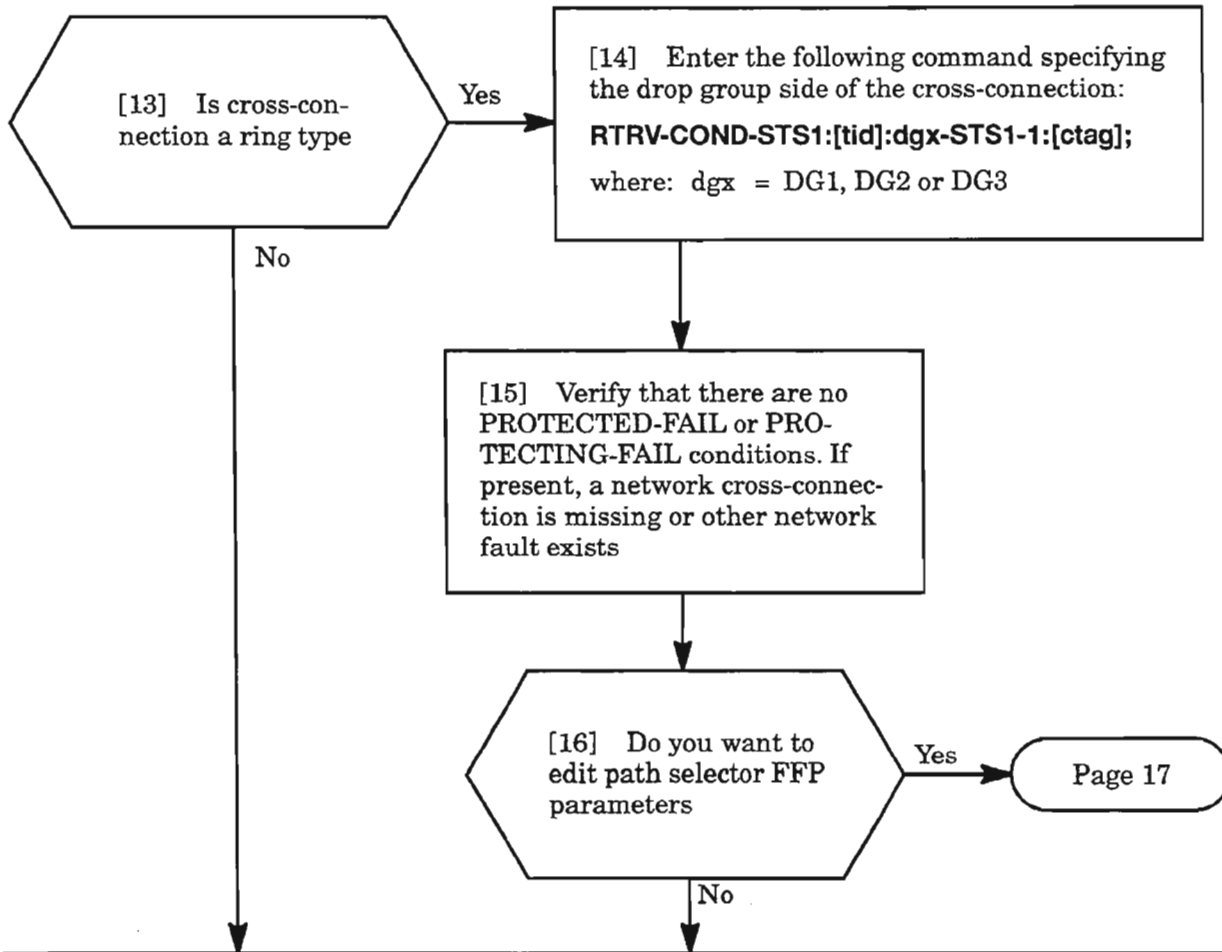 [13] Is cross-con-
nection a ring type
Yes
No
[14] Enter the following command specifying
the drop group side of the cross-connection:
RTRV-COND-STS1:[tid]:dgx-STS1-1:[ctag];
where: dgx = DG1, DG2 or DG3
[15] Verify that there are no
PROTECTED-FAIL or PRO-
TECTING-FAIL conditions. If
present, a network cross-connec-
tion is missing or other network
fault exists
[16] Do you want to
edit path selector FFP
parameters
Yes
Page 17
No